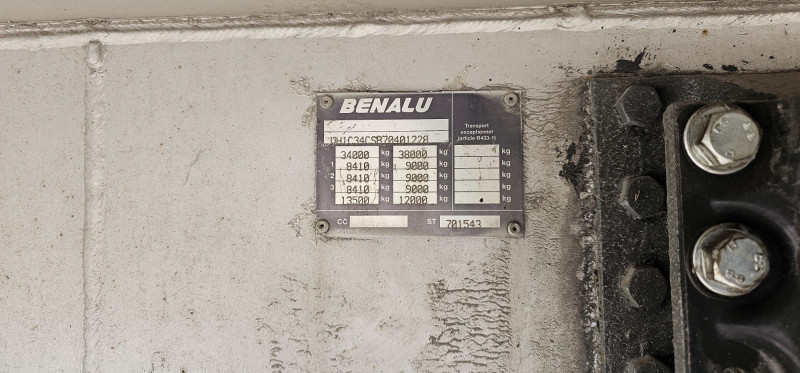 BENALU
Transport
exceptionnel
(article R433-1)
34000 kg 38000 kg kg
1 8410 kg 9000 kg kg
2 8410 kg 9000 kg kg
3 8410 kg 9000 kg kg
13500 kg 12000 kg kg
CC ST 701543